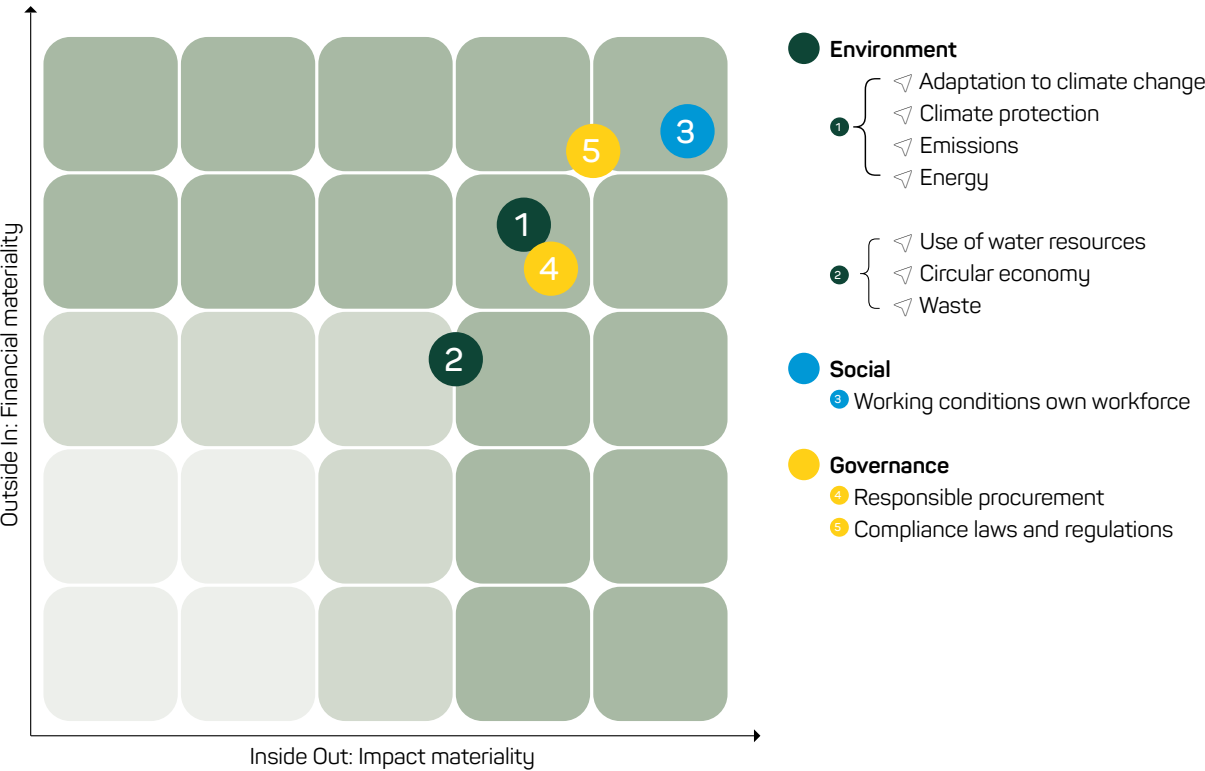 Outside In: Financial materiality
3
5
1
4
2
Inside Out: Impact materiality
Environment
Adaptation to climate change
1
Climate protection
Emissions
Energy
Use of water resources
2
Circular economy
Waste
Social
3 Working conditions own workforce
Governance
4 Responsible procurement
5 Compliance laws and regulations